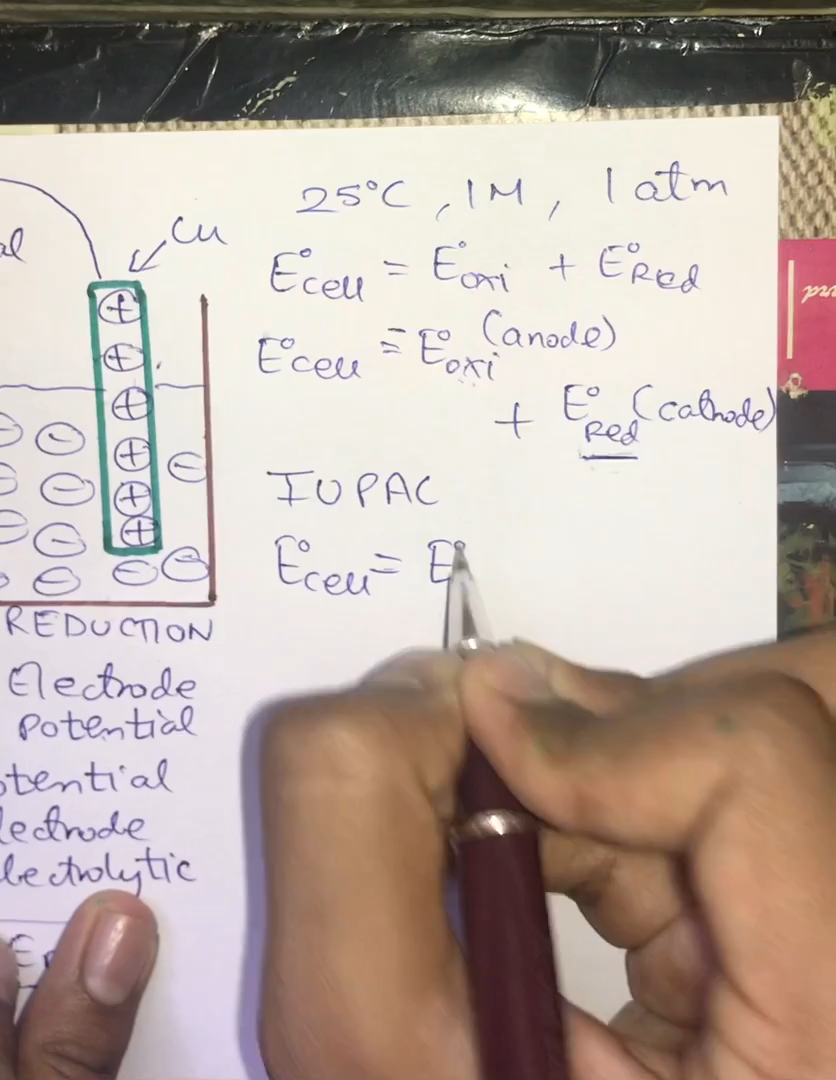 25°C, 1M, 1 atm
E°cell = E°oxi + E°Red
E°cell = E°oxi (anode)
+ E°Red (cathode)
IUPAC
E°cell = E°
Cu
+
+
+
+
+
+
REDUCTION
Electrode
potential
otential
lectrode
lectrolytic